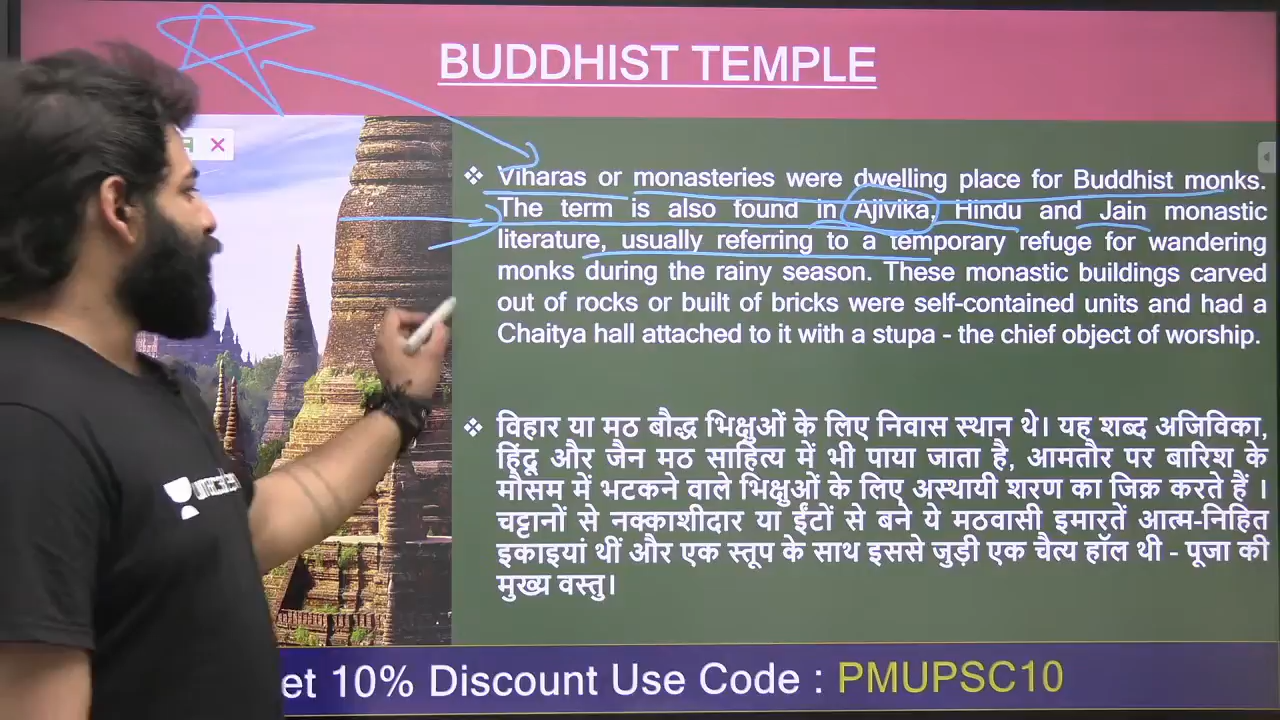 BUDDHIST TEMPLE
❖ Viharas or monasteries were dwelling place for Buddhist monks.
The term is also found in Ajivika, Hindu and Jain monastic
literature, usually referring to a temporary refuge for wandering
monks during the rainy season. These monastic buildings carved
out of rocks or built of bricks were self-contained units and had a
Chaitya hall attached to it with a stupa - the chief object of worship.
❖ विहार या मठ बौद्ध भिक्षुओं के लिए निवास स्थान थे। यह शब्द अजिविका,
हिंदू और जैन मठ साहित्य में भी पाया जाता है, आमतौर पर बारिश के
मौसम में भटकने वाले भिक्षुओं के लिए अस्थायी शरण का जिक्र करते हैं ।
चट्टानों से नक्काशीदार या ईंटों से बने ये मठवासी इमारतें आत्म-निहित
इकाइयां थीं और एक स्तूप के साथ इससे जुड़ी एक चैत्य हॉल थी - पूजा की
मुख्य वस्तु।
et 10% Discount Use Code : PMUPSC10